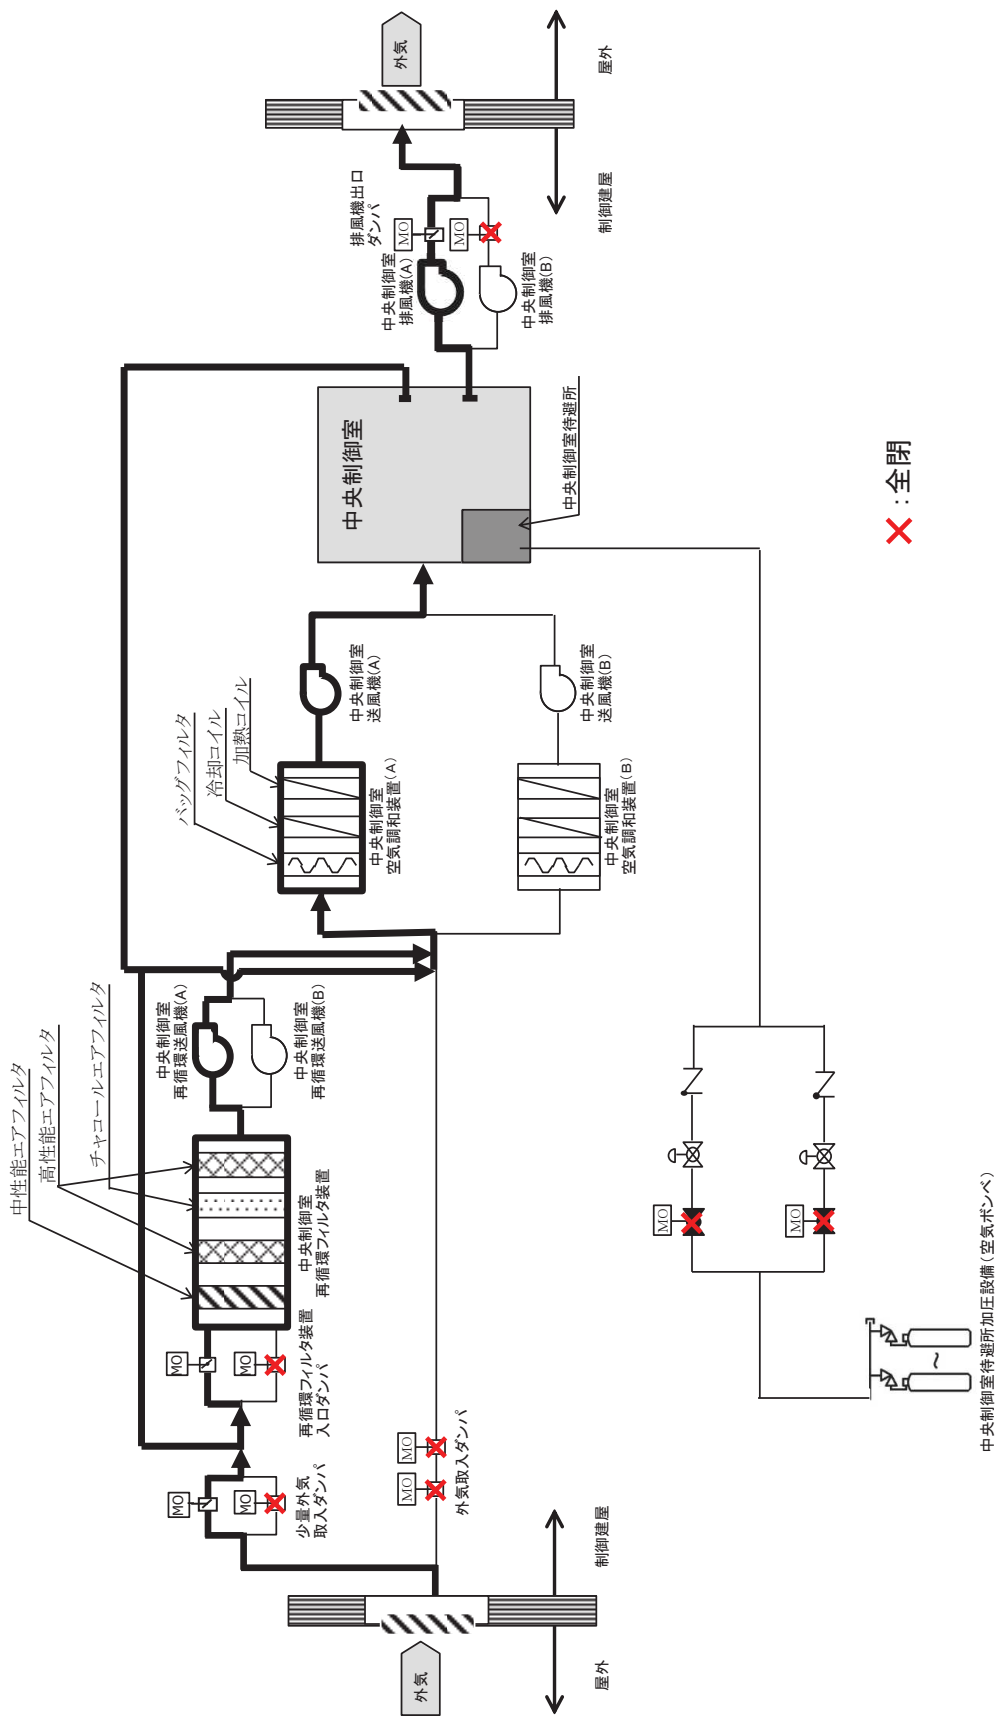 外気
屋外
制御建屋
MO
MO
少量外気
取入ダンパ
MO
MO
外気取入ダンパ
MO
MO
再循環フィルタ装置
入口ダンパ
中性能エアフィルタ
高性能エアフィルタ
チャコールエアフィルタ
中央制御室
再循環フィルタ装置
中央制御室
再循環送風機(A)
中央制御室
再循環送風機(B)
バッグフィルタ
冷却コイル
加熱コイル
中央制御室
空気調和装置(A)
中央制御室
空気調和装置(B)
中央制御室
送風機(A)
中央制御室
送風機(B)
中央制御室
中央制御室待避所
中央制御室
排風機(A)
中央制御室
排風機(B)
排風機出口
ダンパ
MO
MO
外気
制御建屋
屋外
MO
MO
～
中央制御室待避所加圧設備(空気ボンベ)
:全閉